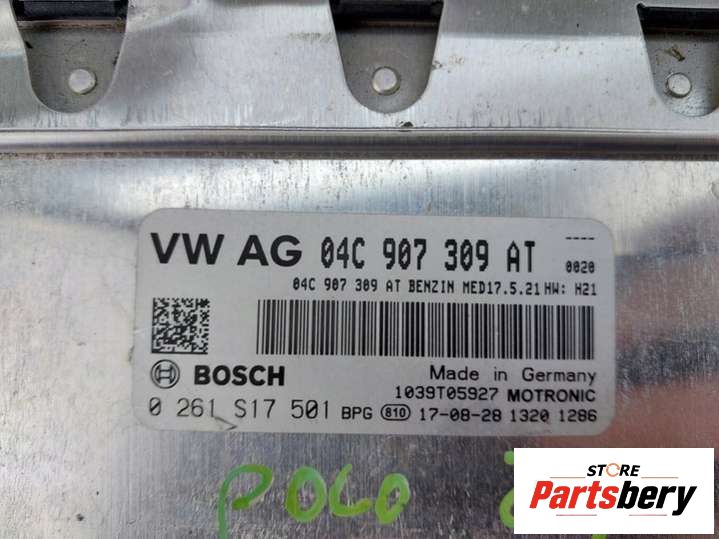 VW AG 04C 907 309 AT ----
0020
04C 907 309 AT BENZIN MED17.5.21 HW: H21
BOSCH
Made in Germany
1039T05927 MOTRONIC
0 261 S17 501 BPG 810 17-08-28 1320 1286
POLO
STORE
Partsbery